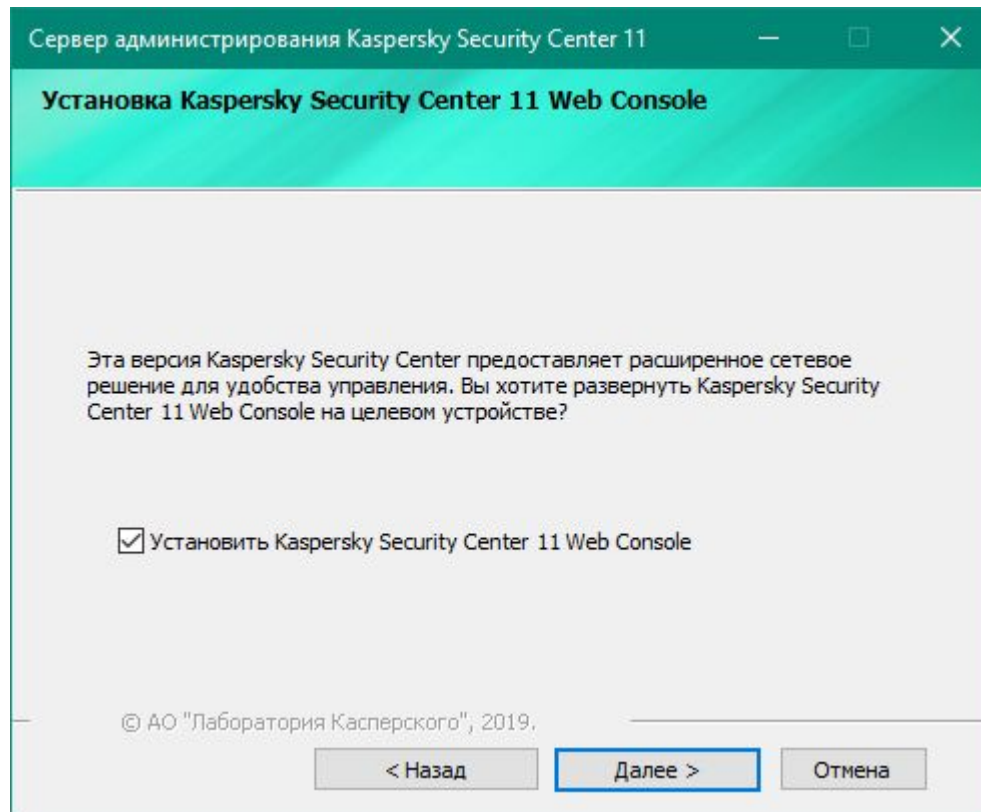 Сервер администрирования Kaspersky Security Center 11
Установка Kaspersky Security Center 11 Web Console
Эта версия Kaspersky Security Center предоставляет расширенное сетевое
решение для удобства управления. Вы хотите развернуть Kaspersky Security
Center 11 Web Console на целевом устройстве?
Установить Kaspersky Security Center 11 Web Console
© АО "Лаборатория Касперского", 2019.
< Назад
Далее >
Отмена